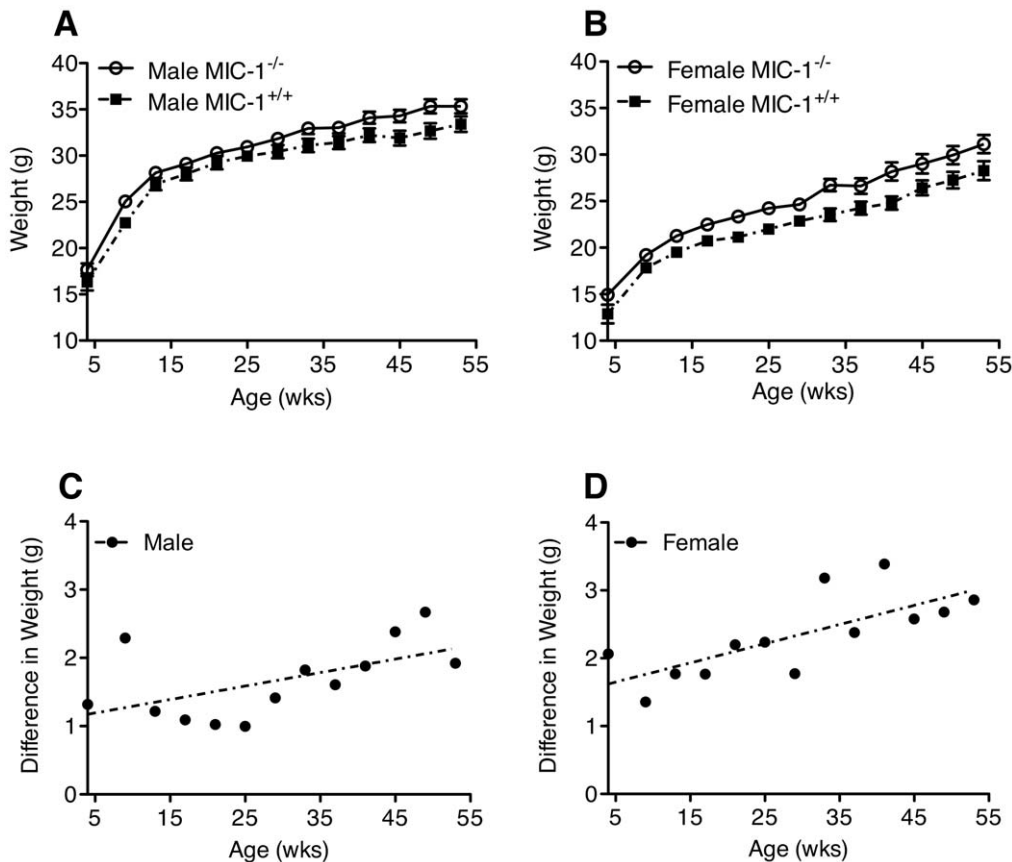 A
Male MIC-1-/-
Male MIC-1+/+
Weight (g)
40
35
30
25
20
15
10
5 15 25 35 45 55
Age (wks)
B
Female MIC-1-/-
Female MIC-1+/+
Weight (g)
40
35
30
25
20
15
10
5 15 25 35 45 55
Age (wks)
C
Male
Difference in Weight (g)
4
3
2
1
0
5 15 25 35 45 55
Age (wks)
D
Female
Difference in Weight (g)
4
3
2
1
0
5 15 25 35 45 55
Age (wks)